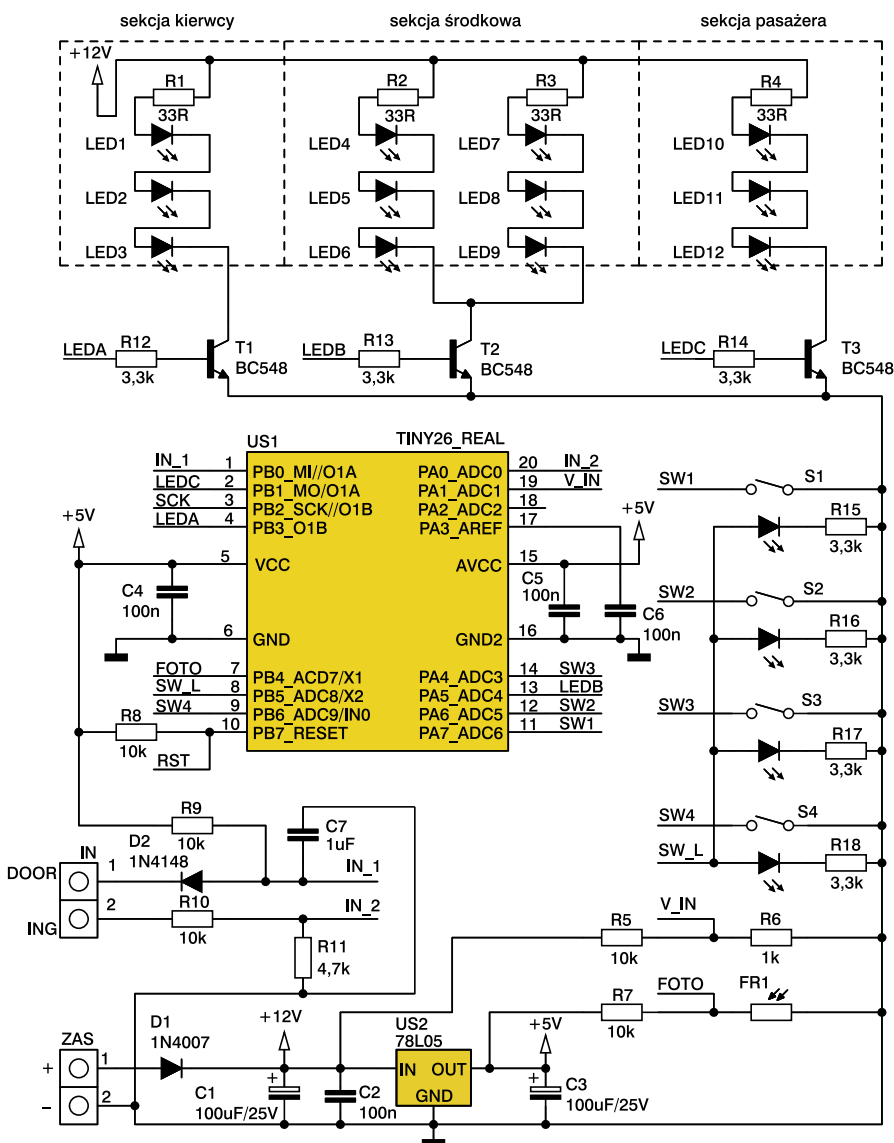 sekcja kierwcy sekcja środkowa sekcja pasażera
+12V
R1 R2 R3 R4
33R 33R 33R 33R
LED1 LED4 LED7 LED10
LED2 LED5 LED8 LED11
LED3 LED6 LED9 LED12
LEDA R12 T1 LEDB R13 T2 LEDC R14 T3
3,3k BC548 3,3k BC548 3,3k BC548
US1 TINY26_REAL
IN_1 1 PB0_MI//O1A PA0_ADC0 20 IN_2
LEDC 2 PB1_MO/O1A PA1_ADC1 19 V_IN
SCK 3 PB2_SCK//O1B PA2_ADC2 18
LEDA 4 PB3_O1B PA3_AREF 17
+5V +5V
5 VCC AVCC 15
C4 C5
100n 100n
C6
100n
6 GND GND2 16
FOTO 7 PB4_ACD7/X1 PA4_ADC3 14 SW3
SW_L 8 PB5_ADC8/X2 PA5_ADC4 13 LEDB
SW4 9 PB6_ADC9/IN0 PA6_ADC5 12 SW2
10 PB7_RESET PA7_ADC6 11 SW1
R8
10k
RST
SW1 S1
R15
3,3k
SW2 S2
R16
3,3k
SW3 S3
R17
3,3k
SW4 S4
SW_L R18
3,3k
R9
10k
C7
1uF
D2
1N4148
IN
DOOR 1 IN_1
ING 2 R10 IN_2
10k
R11
4,7k
V_IN
R5 R6
10k 1k
FOTO FR1
R7
10k
ZAS D1 +12V US2 +5V
1N4007 78L05
+ 1 IN OUT
GND
- 2
C1 + C2 + C3
100uF/25V 100n 100uF/25V